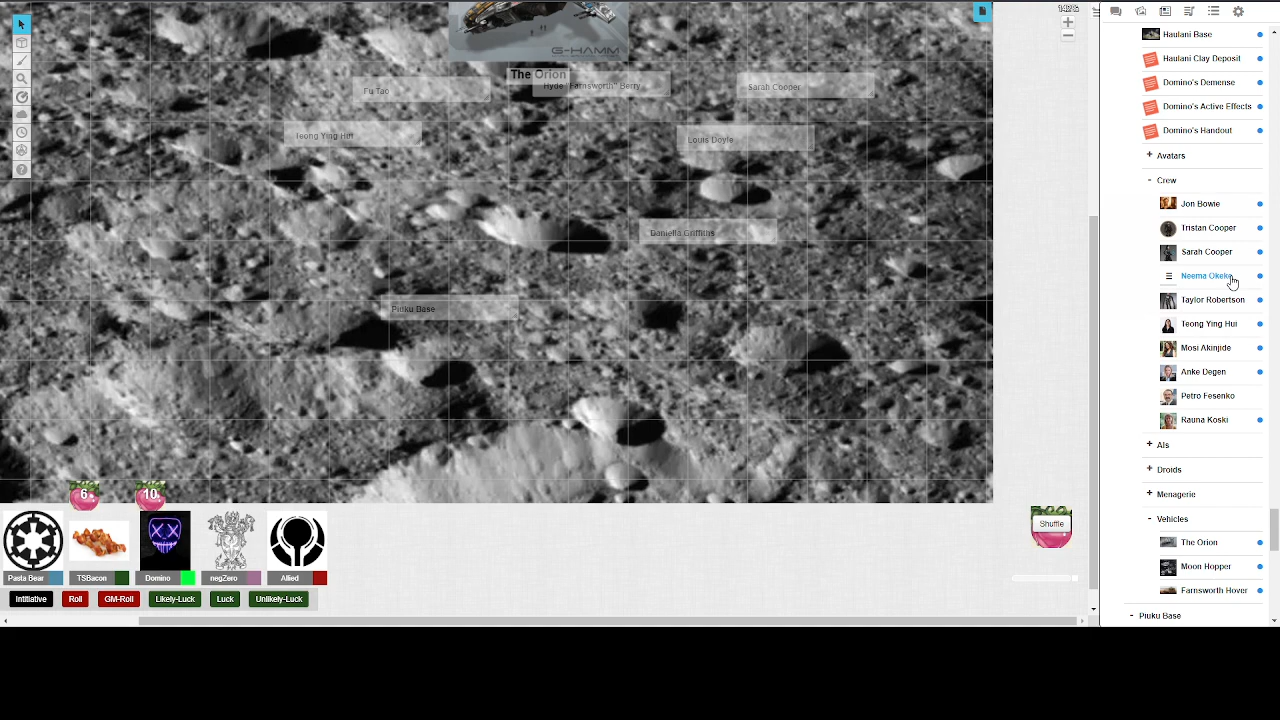 G-HAMM
The Orion
Hyde "Farnsworth" Berry
Fu Tao
Sarah Cooper
Teong Ying Hui
Louis Doyle
Daniella Griffiths
Piuku Base
6
10
Pasta Bear
TSBacon
Domino
negZero
Allied
Intitiative
Roll
GM-Roll
Likely-Luck
Luck
Unlikely-Luck
Shuffle
Haulani Base
Haulani Clay Deposit
Domino's Demense
Domino's Active Effects
Domino's Handout
Avatars
Crew
Jon Bowie
Tristan Cooper
Sarah Cooper
Neema Okeke
Taylor Robertson
Teong Ying Hui
Mosi Akinjide
Anke Degen
Petro Fesenko
Rauna Koski
AIs
Droids
Menagerie
Vehicles
The Orion
Moon Hopper
Farnsworth Hover
Piuku Base